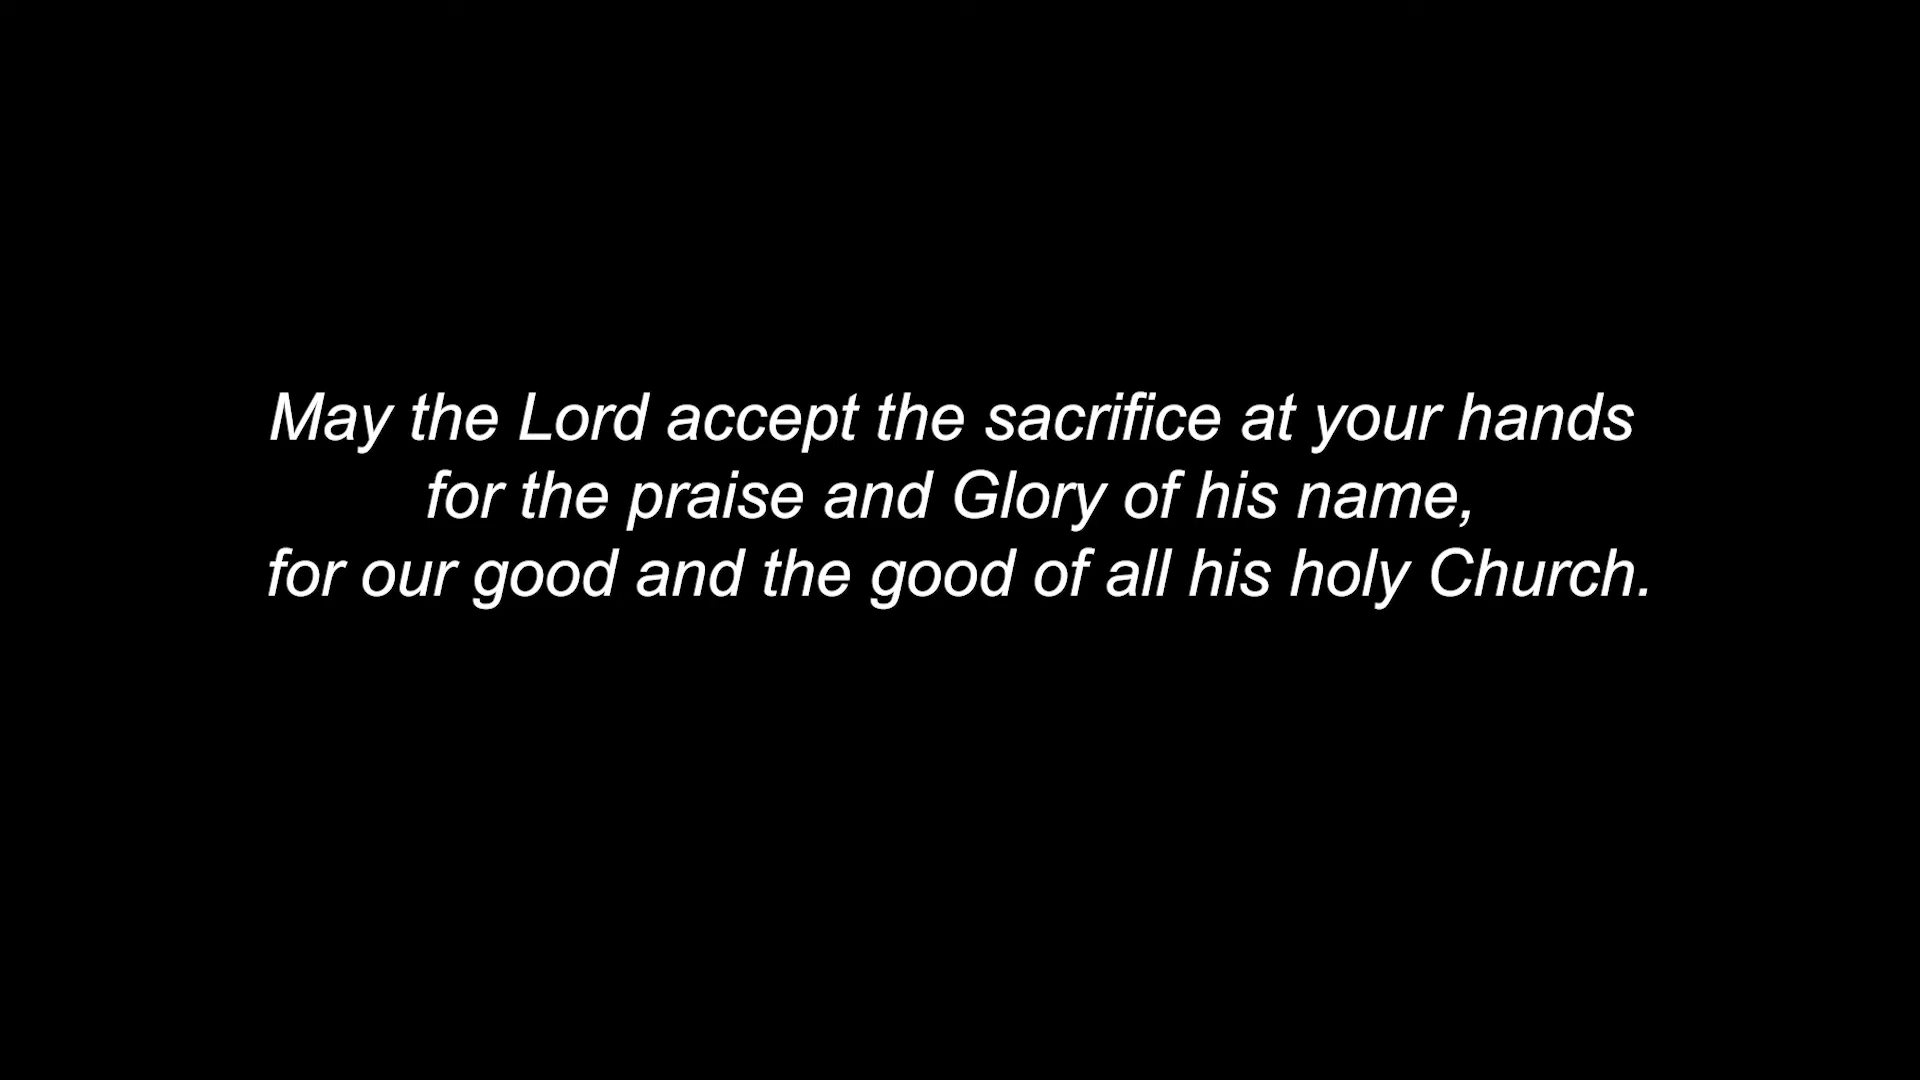 May the Lord accept the sacrifice at your hands
for the praise and Glory of his name,
for our good and the good of all his holy Church.